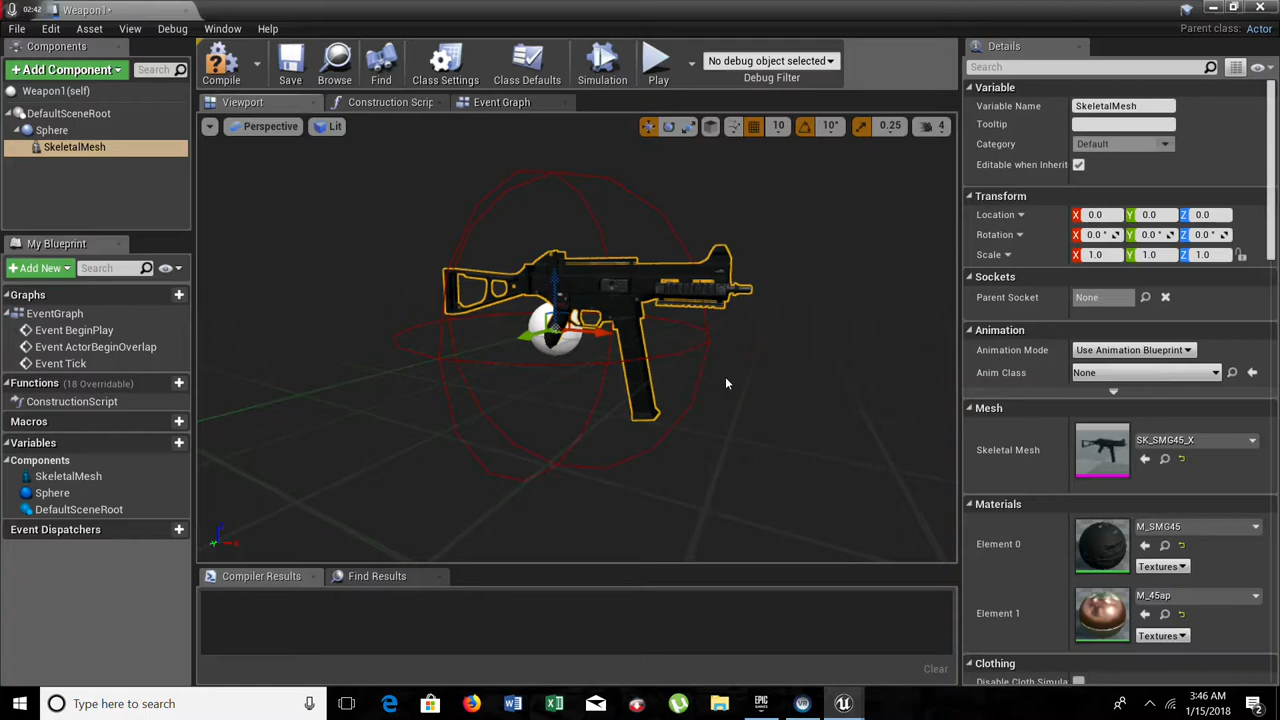 02:42
Weapon1*
File Edit Asset View Debug Window Help
Parent class: Actor
Components
Add Component
Search
Weapon1(self)
DefaultSceneRoot
Sphere
SkeletalMesh
My Blueprint
Add New
Search
Graphs
EventGraph
Event BeginPlay
Event ActorBeginOverlap
Event Tick
Functions (18 Overridable)
ConstructionScript
Macros
Variables
Components
SkeletalMesh
Sphere
DefaultSceneRoot
Event Dispatchers
Compile
Save
Browse
Find
Class Settings
Class Defaults
Simulation
Play
No debug object selected
Debug Filter
Viewport
Construction Scrip
Event Graph
Perspective
Lit
10
10°
0.25
4
Compiler Results
Find Results
Clear
Details
Search
Variable
Variable Name SkeletalMesh
Tooltip
Category Default
Editable when Inherit
Transform
Location X 0.0 Y 0.0 Z 0.0
Rotation X 0.0 ° Y 0.0 ° Z 0.0 °
Scale X 1.0 Y 1.0 Z 1.0
Sockets
Parent Socket None
Animation
Animation Mode Use Animation Blueprint
Anim Class None
Mesh
Skeletal Mesh SK_SMG45_X
Materials
Element 0 M_SMG45
Textures
Element 1 M_45ap
Textures
Clothing
Disable Cloth Simula
Type here to search
EPIC GAMES
VR
3:46 AM
1/15/2018
2